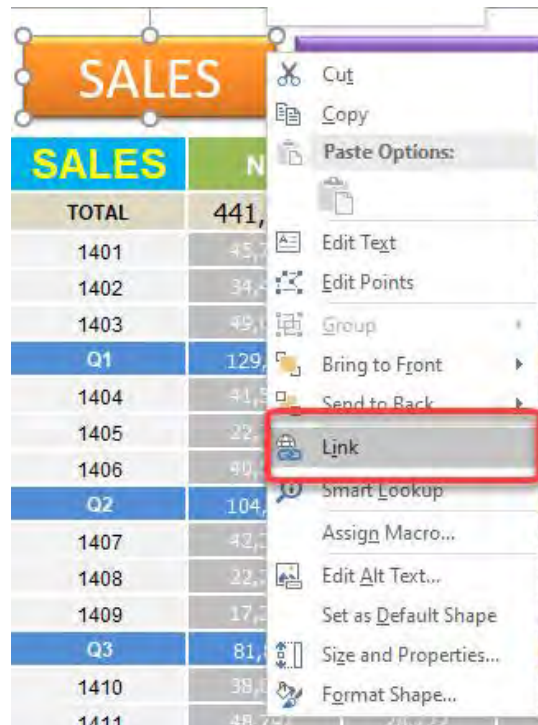 SALES
Cut
Copy
Paste Options:
Edit Text
Edit Points
Group
Bring to Front
Send to Back
Link
Smart Lookup
Assign Macro...
Edit Alt Text...
Set as Default Shape
Size and Properties...
Format Shape...
SALES N
TOTAL 441,
1401
1402
1403
Q1 129,
1404
1405
1406
Q2 104,
1407
1408
1409
Q3 81,
1410
1411